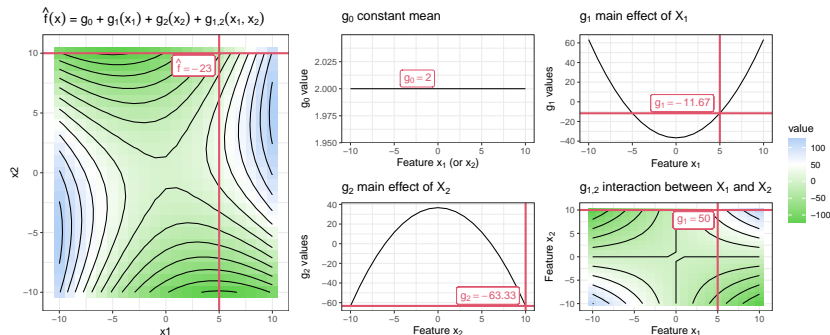 f̂(x) = g₀ + g₁(x₁) + g₂(x₂) + g₁,₂(x₁, x₂)
10
5
0
−5
−10
x2
f̂ = −23
−10 −5 0 5 10
x1
g₀ constant mean
2.050
2.025
2.000
1.975
1.950
g₀ value
g₀ = 2
−10 −5 0 5 10
Feature x₁ (or x₂)
g₁ main effect of X₁
60
40
20
0
−20
−40
g₁ values
g₁ = −11.67
−10 −5 0 5 10
Feature x₁
g₂ main effect of X₂
40
20
0
−20
−40
−60
g₂ values
g₂ = −63.33
−10 −5 0 5 10
Feature x₂
g₁,₂ interaction between X₁ and X₂
10
5
0
−5
−10
Feature x₂
g₁ = 50
−10 −5 0 5 10
Feature x₁
value
100
50
0
−50
−100